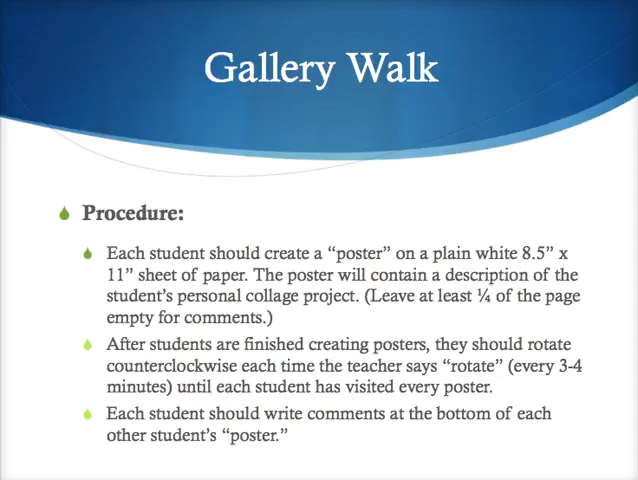 Gallery Walk
Procedure:
Each student should create a “poster” on a plain white 8.5” x
11” sheet of paper. The poster will contain a description of the
student’s personal collage project. (Leave at least ¼ of the page
empty for comments.)
After students are finished creating posters, they should rotate
counterclockwise each time the teacher says “rotate” (every 3-4
minutes) until each student has visited every poster.
Each student should write comments at the bottom of each
other student’s “poster.”